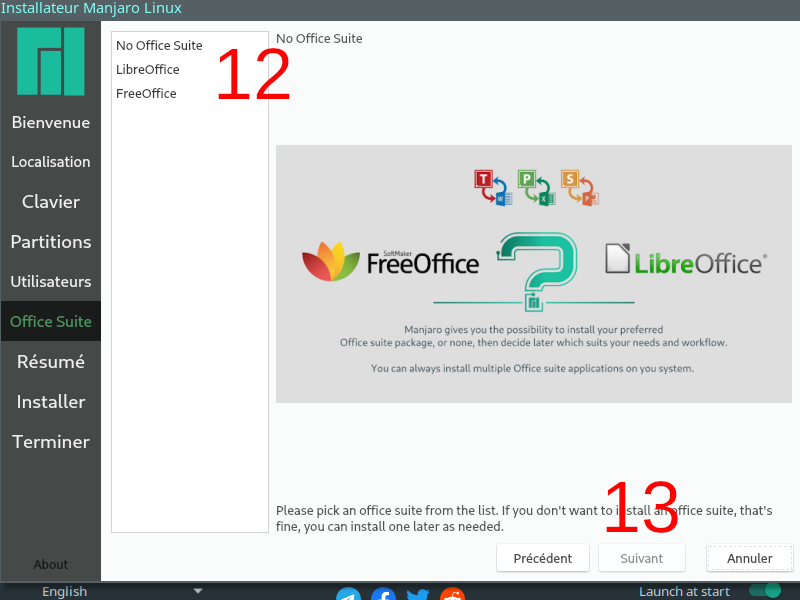 Installateur Manjaro Linux
Bienvenue
Localisation
Clavier
Partitions
Utilisateurs
Office Suite
Résumé
Installer
Terminer
About
No Office Suite
LibreOffice
FreeOffice
12
No Office Suite
T P S
W X P
SoftMaker
FreeOffice
LibreOffice
Manjaro gives you the possibility to install your preferred
Office suite package, or none, then decide later which suits your needs and workflow.
You can always install multiple Office suite applications on you system.
13
Please pick an office suite from the list. If you don't want to install an office suite, that's
fine, you can install one later as needed.
Précédent
Suivant
Annuler
English
Launch at start